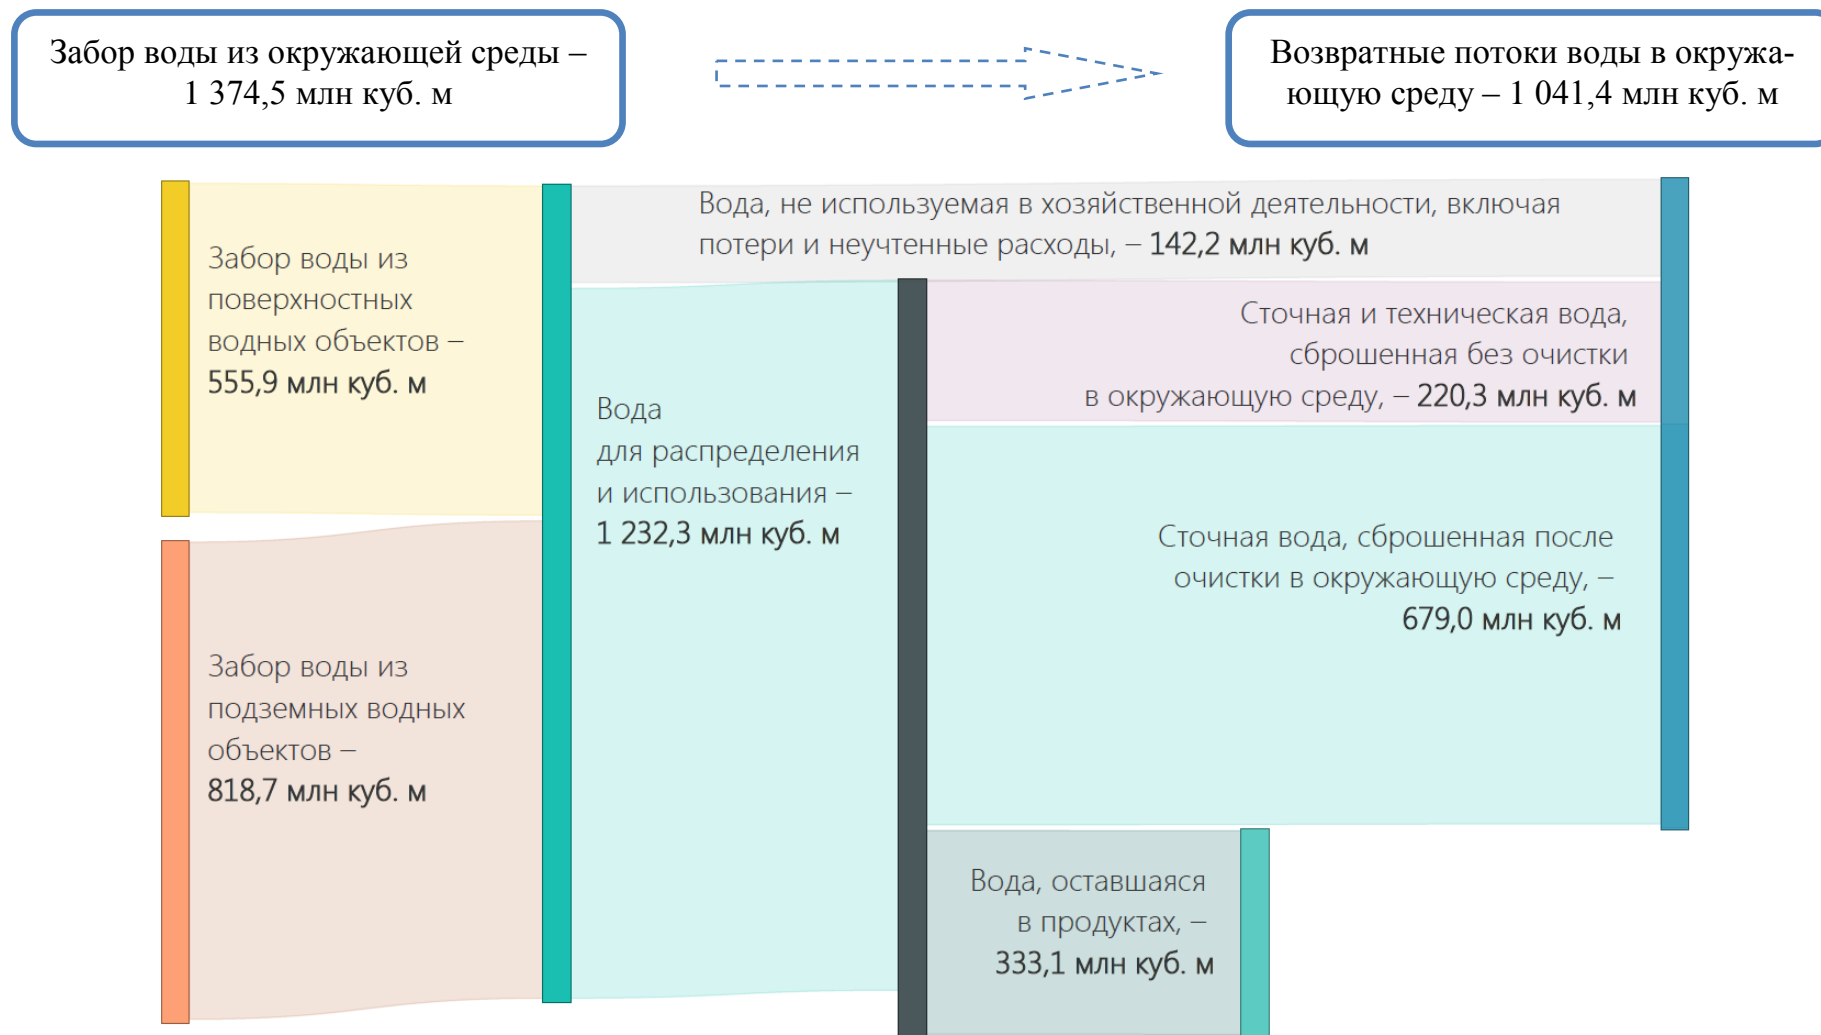 Забор воды из окружающей среды –
1 374,5 млн куб. м
Возвратные потоки воды в окружа-
ющую среду – 1 041,4 млн куб. м
Вода, не используемая в хозяйственной деятельности, включая
потери и неучтенные расходы, – 142,2 млн куб. м
Забор воды из
поверхностных
водных объектов –
555,9 млн куб. м
Сточная и техническая вода,
сброшенная без очистки
в окружающую среду, – 220,3 млн куб. м
Вода
для распределения
и использования –
1 232,3 млн куб. м
Сточная вода, сброшенная после
очистки в окружающую среду, –
679,0 млн куб. м
Забор воды из
подземных водных
объектов –
818,7 млн куб. м
Вода, оставшаяся
в продуктах, –
333,1 млн куб. м